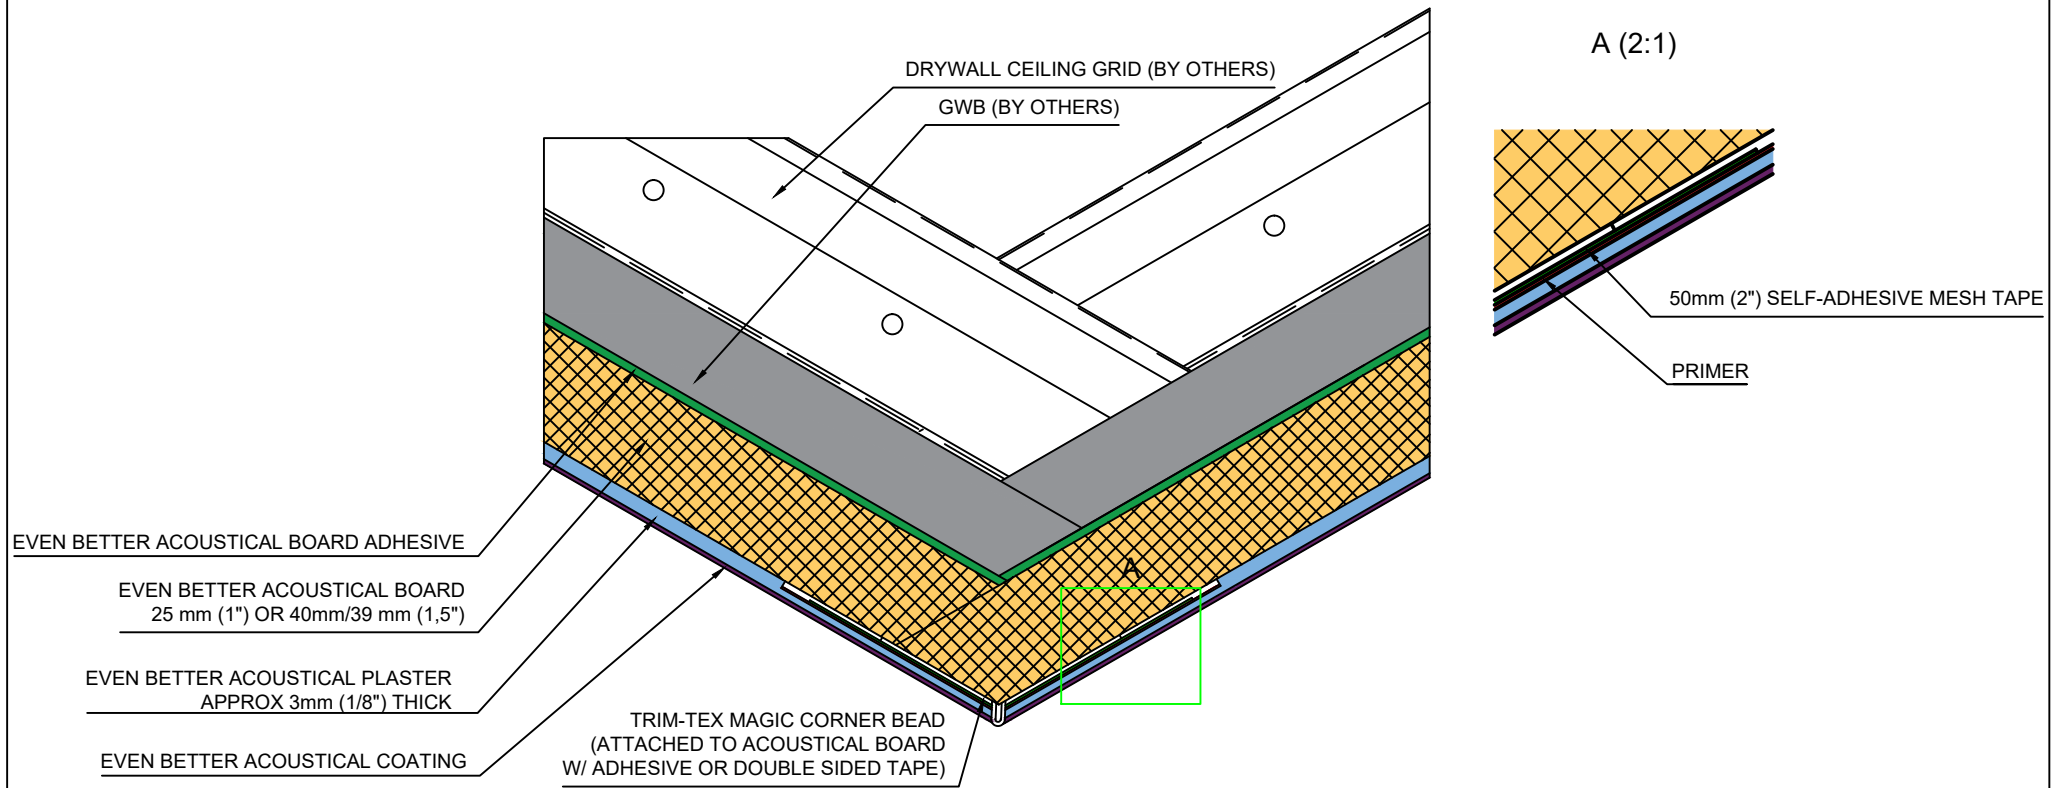 DRYWALL CEILING GRID (BY OTHERS)
GWB (BY OTHERS)
A (2:1)
50mm (2") SELF-ADHESIVE MESH TAPE
PRIMER
EVEN BETTER ACOUSTICAL BOARD ADHESIVE
EVEN BETTER ACOUSTICAL BOARD
25 mm (1") OR 40mm/39 mm (1,5")
EVEN BETTER ACOUSTICAL PLASTER
APPROX 3mm (1/8") THICK
EVEN BETTER ACOUSTICAL COATING
A
TRIM-TEX MAGIC CORNER BEAD
(ATTACHED TO ACOUSTICAL BOARD
W/ ADHESIVE OR DOUBLE SIDED TAPE)